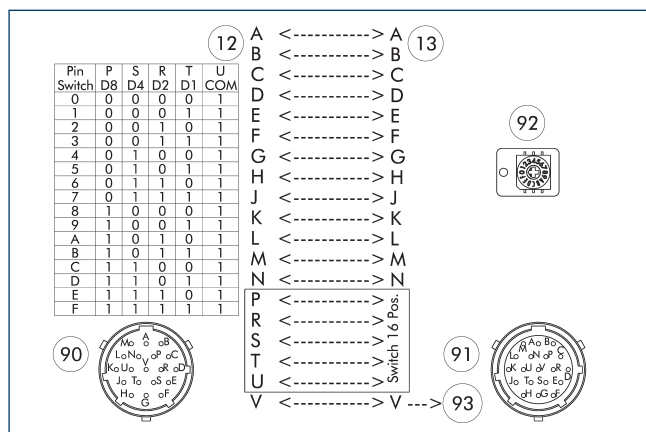 12
13
A <----------> A
B <----------> B
C <----------> C
D <----------> D
E <----------> E
F <----------> F
G <----------> G
H <----------> H
J <----------> J
K <----------> K
L <----------> L
M <----------> M
N <----------> N
P <---------->
R <---------->
S <---------->
T <---------->
U <---------->
Switch 16 Pos.
V <----------> V ---> 93
Pin P S R T U
Switch D8 D4 D2 D1 COM
0 0 0 0 0 1
1 0 0 0 1 1
2 0 0 1 0 1
3 0 0 1 1 1
4 0 1 0 0 1
5 0 1 0 1 1
6 0 1 1 0 1
7 0 1 1 1 1
8 1 0 0 0 1
9 1 0 0 1 1
A 1 0 1 0 1
B 1 0 1 1 1
C 1 1 0 0 1
D 1 1 0 1 1
E 1 1 1 0 1
F 1 1 1 1 1
92
90
M A B
L N P C
K U V R D
J T S E
H G F
91
M A B C
L N P
K U V R D
J T S E
H G F